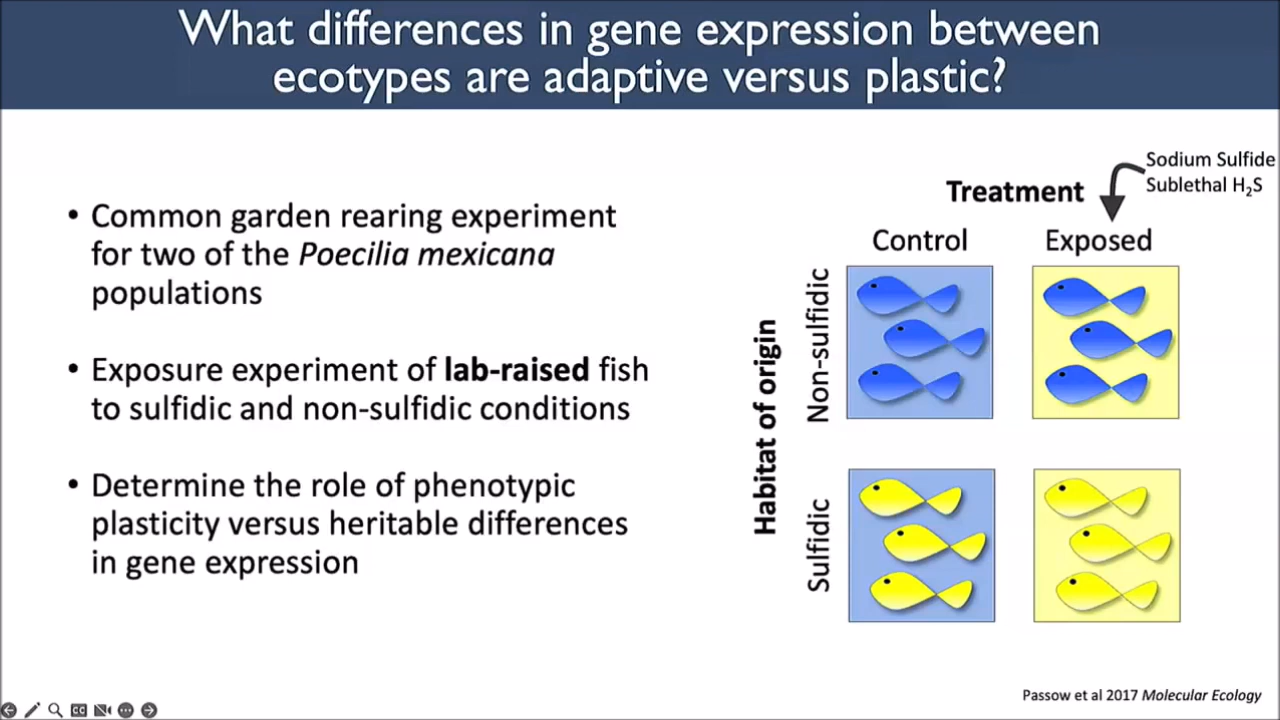 What differences in gene expression between
ecotypes are adaptive versus plastic?
• Common garden rearing experiment
for two of the Poecilia mexicana
populations
• Exposure experiment of lab-raised fish
to sulfidic and non-sulfidic conditions
• Determine the role of phenotypic
plasticity versus heritable differences
in gene expression
Sodium Sulfide
Sublethal H₂S
Treatment
Control
Exposed
Habitat of origin
Non-sulfidic
Sulfidic
Passow et al 2017 Molecular Ecology
CC